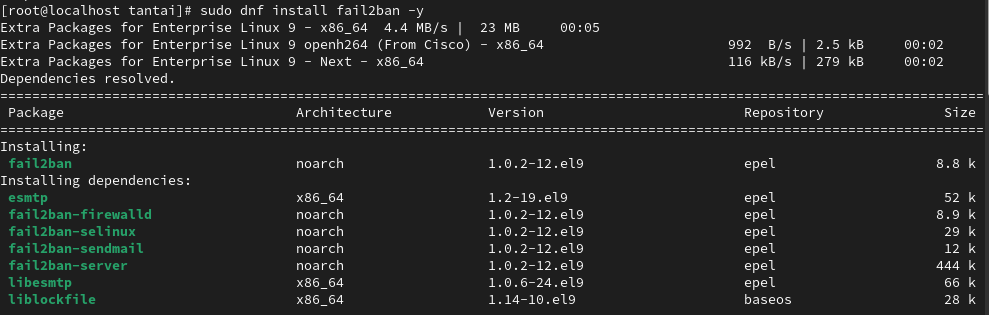 [root@localhost tantai]# sudo dnf install fail2ban -y
Extra Packages for Enterprise Linux 9 - x86_64  4.4 MB/s |  23 MB     00:05
Extra Packages for Enterprise Linux 9 openh264 (From Cisco) - x86_64                       992  B/s | 2.5 kB     00:02
Extra Packages for Enterprise Linux 9 - Next - x86_64                                      116 kB/s | 279 kB     00:02
Dependencies resolved.
===========================================================================================================================
 Package                            Architecture            Version                         Repository               Size
===========================================================================================================================
Installing:
 fail2ban                           noarch                  1.0.2-12.el9                    epel                    8.8 k
Installing dependencies:
 esmtp                              x86_64                  1.2-19.el9                      epel                     52 k
 fail2ban-firewalld                 noarch                  1.0.2-12.el9                    epel                    8.9 k
 fail2ban-selinux                   noarch                  1.0.2-12.el9                    epel                     29 k
 fail2ban-sendmail                  noarch                  1.0.2-12.el9                    epel                     12 k
 fail2ban-server                    noarch                  1.0.2-12.el9                    epel                    444 k
 libesmtp                           x86_64                  1.0.6-24.el9                    epel                     66 k
 liblockfile                        x86_64                  1.14-10.el9                     baseos                   28 k